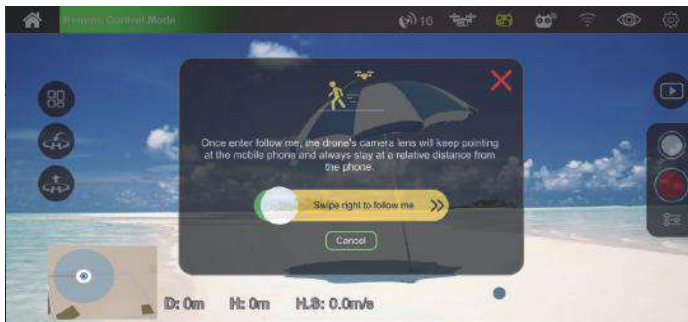 Remote Control Mode
10
Once enter follow me, the drone's camera lens will keep pointing
at the mobile phone and always stay at a relative distance from
the phone.
Swipe right to follow me
Cancel
D: 0m H: 0m H.S: 0.0m/s